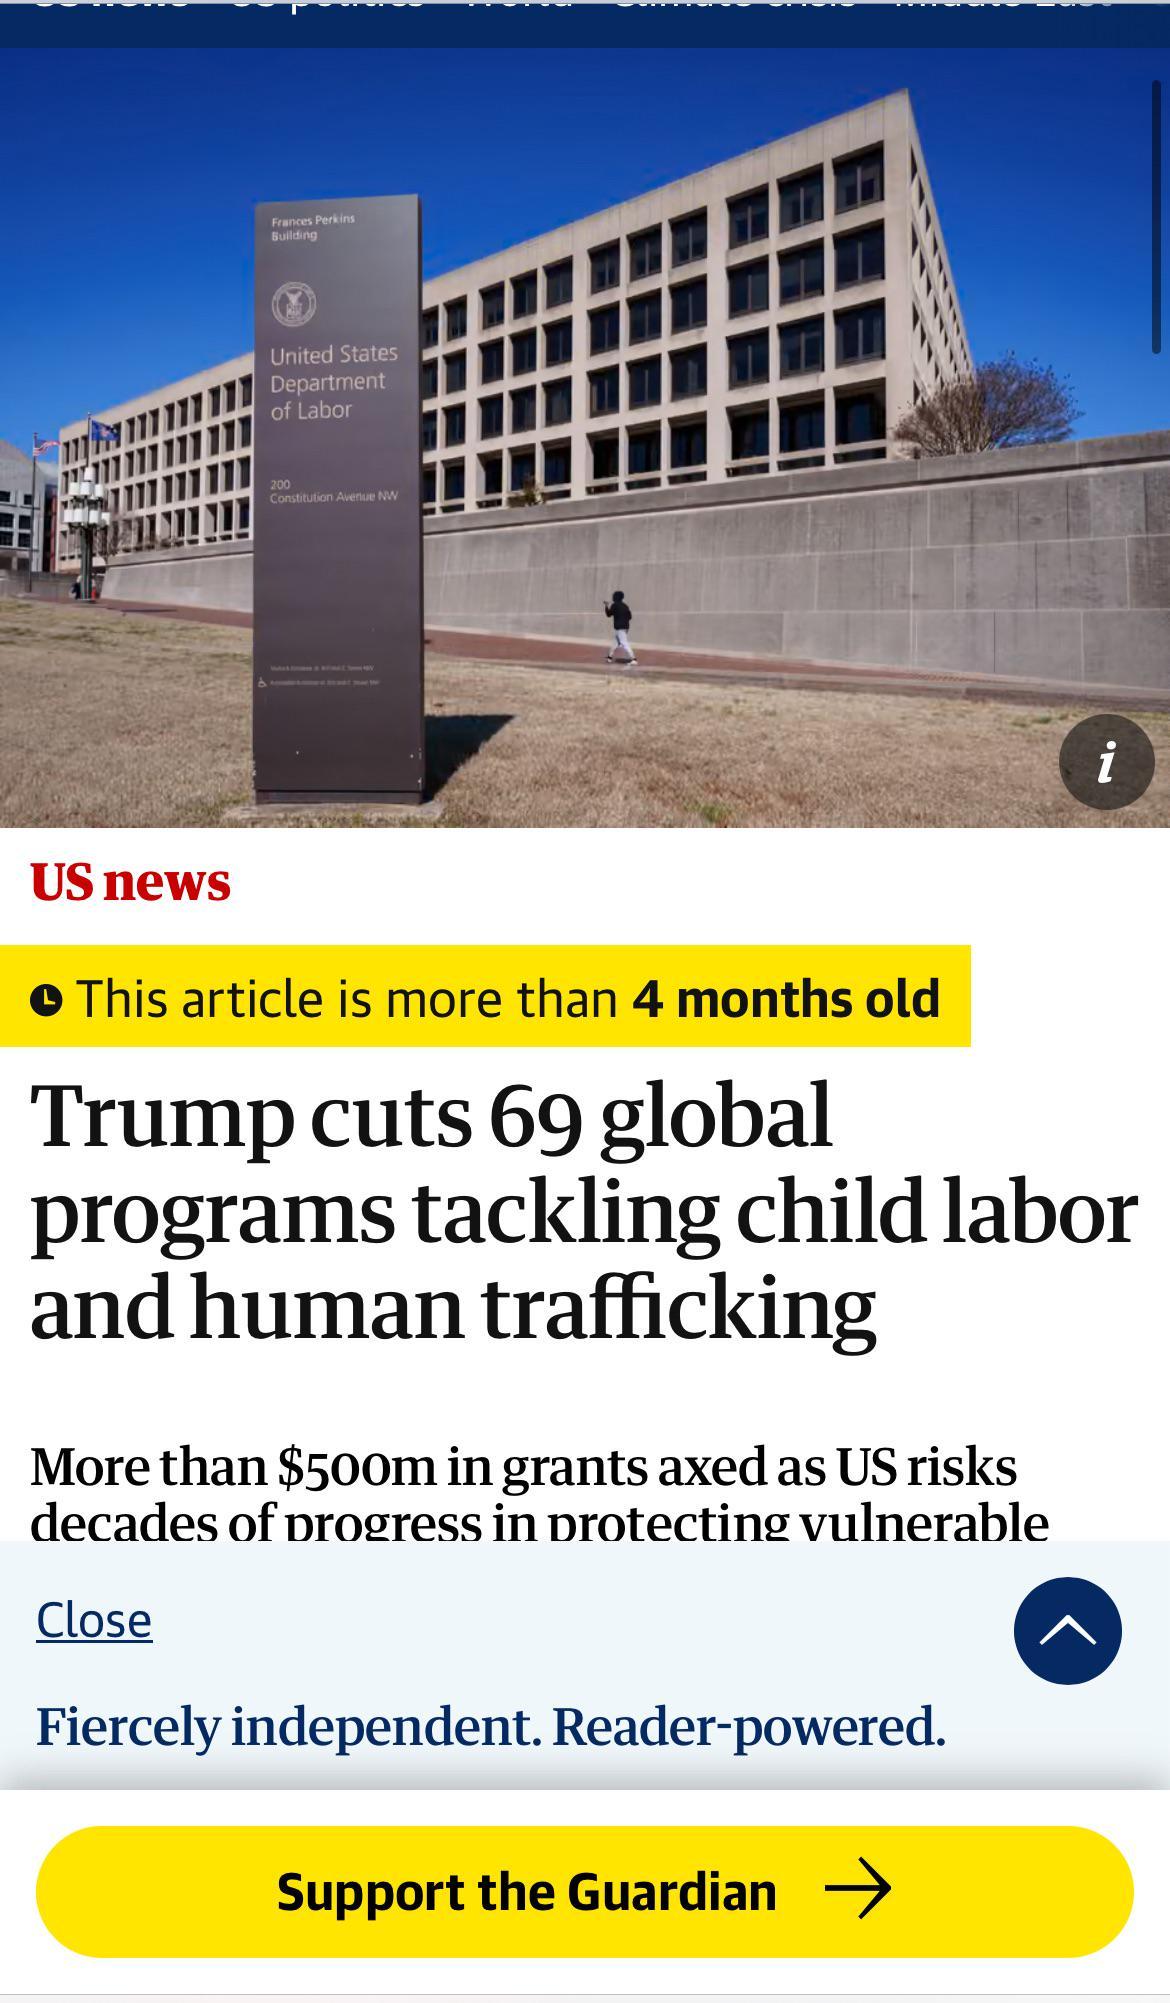 Frances Perkins
Building
United States
Department
of Labor
200
Constitution Avenue NW
US news
This article is more than 4 months old
Trump cuts 69 global
programs tackling child labor
and human trafficking
More than $500m in grants axed as US risks
decades of progress in protecting vulnerable
Close
Fiercely independent. Reader-powered.
Support the Guardian